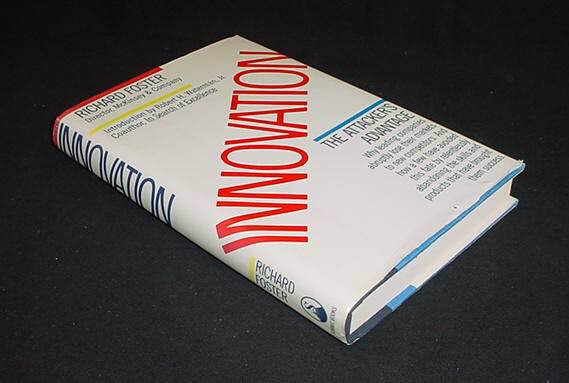 RICHARD FOSTER
Director, McKinsey & Company
Introduction by Robert H. Waterman, Jr.
Coauthor, In Search of Excellence
INNOVATION
THE ATTACKER'S
ADVANTAGE
Why leading companies
abruptly lose their markets
to new competitors. And
how a few have avoided
this fate by relentlessly
abandoning the skills and
products that have brought
them success
INNOVATION
RICHARD
FOSTER
BOOKS